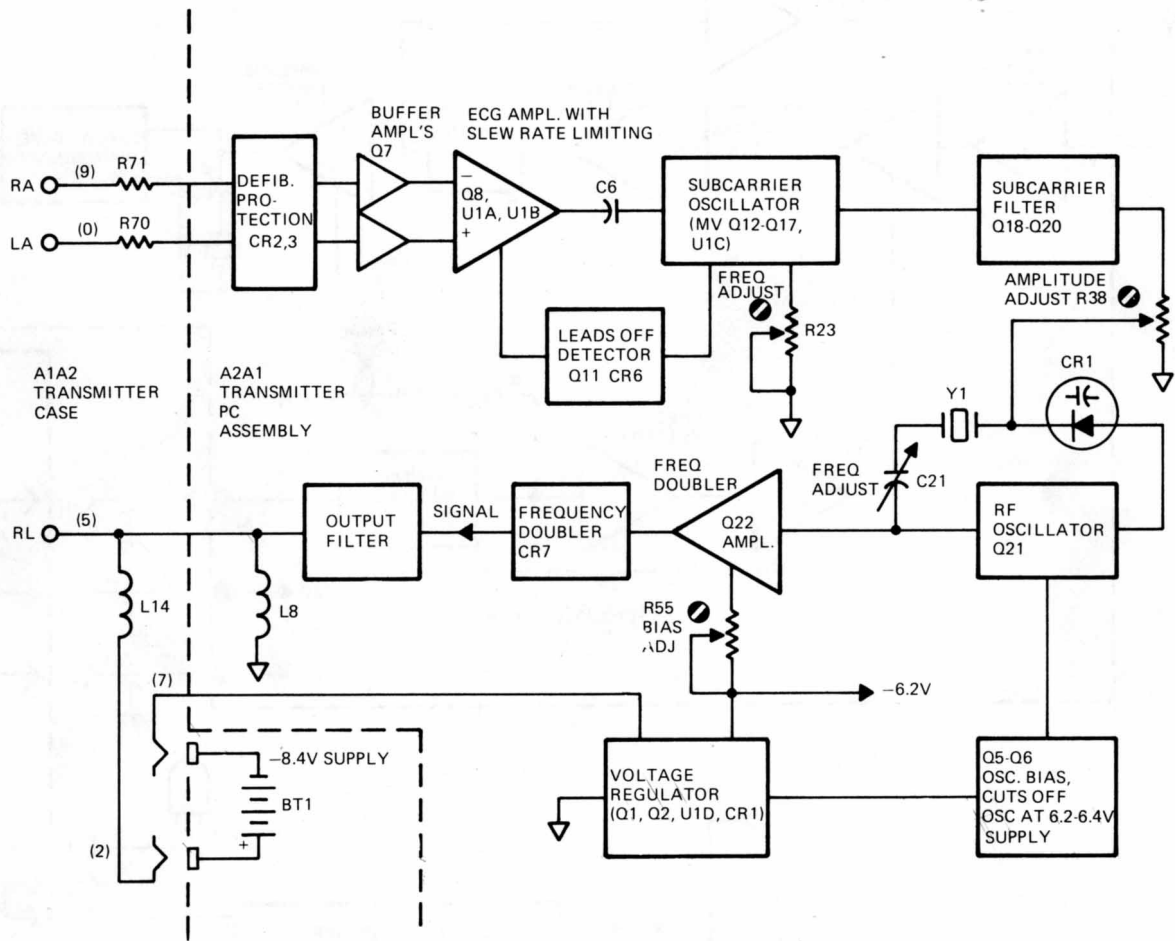 BUFFER
AMPL'S
Q7
ECG AMPL. WITH
SLEW RATE LIMITING
RA
(9)
R71
LA
(0)
R70
DEFIB.
PRO-
TECTION
CR2,3
−
Q8,
U1A, U1B
+
C6
SUBCARRIER
OSCILLATOR
(MV Q12-Q17,
U1C)
SUBCARRIER
FILTER
Q18-Q20
FREQ
ADJUST
R23
AMPLITUDE
ADJUST R38
LEADS OFF
DETECTOR
Q11 CR6
CR1
Y1
A1A2
TRANSMITTER
CASE
A2A1
TRANSMITTER
PC
ASSEMBLY
FREQ
ADJUST
C21
FREQ
DOUBLER
RL
(5)
OUTPUT
FILTER
SIGNAL
FREQUENCY
DOUBLER
CR7
Q22
AMPL.
RF
OSCILLATOR
Q21
L14
L8
R55
BIAS
ADJ
−6.2V
(7)
−8.4V SUPPLY
BT1
+
(2)
VOLTAGE
REGULATOR
(Q1, Q2, U1D, CR1)
Q5-Q6
OSC. BIAS,
CUTS OFF
OSC AT 6.2-6.4V
SUPPLY